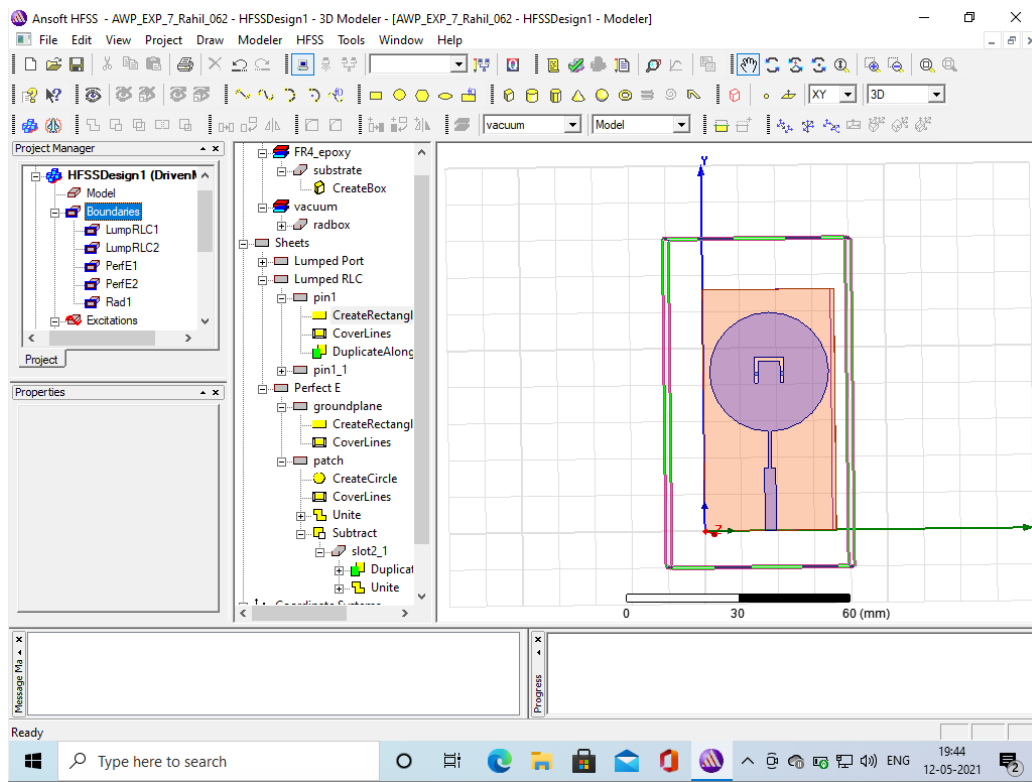 Ansoft HFSS - AWP_EXP_7_Rahil_062 - HFSSDesign1 - 3D Modeler - [AWP_EXP_7_Rahil_062 - HFSSDesign1 - Modeler]
File Edit View Project Draw Modeler HFSS Tools Window Help
XY 3D
vacuum Model
Project Manager
HFSSDesign1 (DrivenM
Model
Boundaries
LumpRLC1
LumpRLC2
PerfE1
PerfE2
Rad1
Excitations
Project
Properties
FR4_epoxy
substrate
CreateBox
vacuum
radbox
Sheets
Lumped Port
Lumped RLC
pin1
CreateRectangl
CoverLines
DuplicateAlong
pin1_1
Perfect E
groundplane
CreateRectangl
CoverLines
patch
CreateCircle
CoverLines
Unite
Subtract
slot2_1
Duplicat
Unite
Coordinate Systems
Y
Z
0 30 60 (mm)
Message Ma
Progress
Ready
Type here to search
ENG
19:44
12-05-2021
2